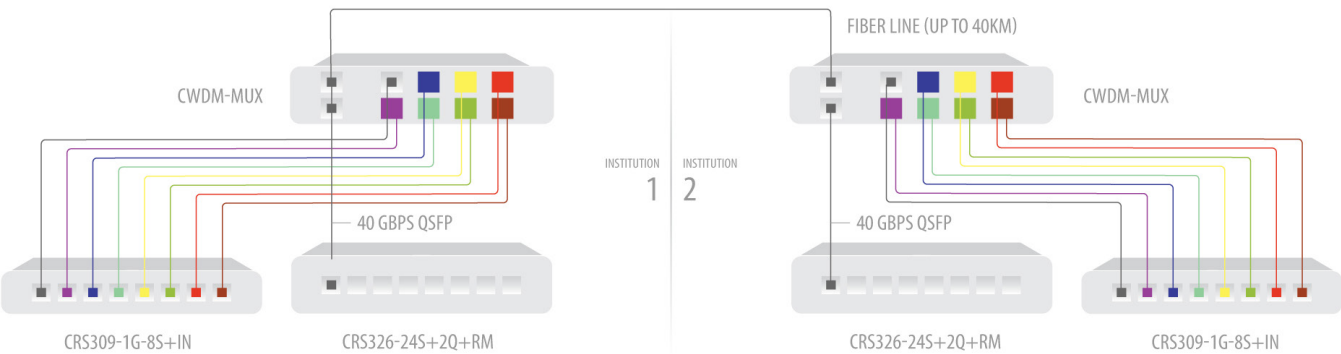 FIBER LINE (UP TO 40KM)
CWDM-MUX
CWDM-MUX
INSTITUTION
1
INSTITUTION
2
40 GBPS QSFP
40 GBPS QSFP
CRS309-1G-8S+IN
CRS326-24S+2Q+RM
CRS326-24S+2Q+RM
CRS309-1G-8S+IN